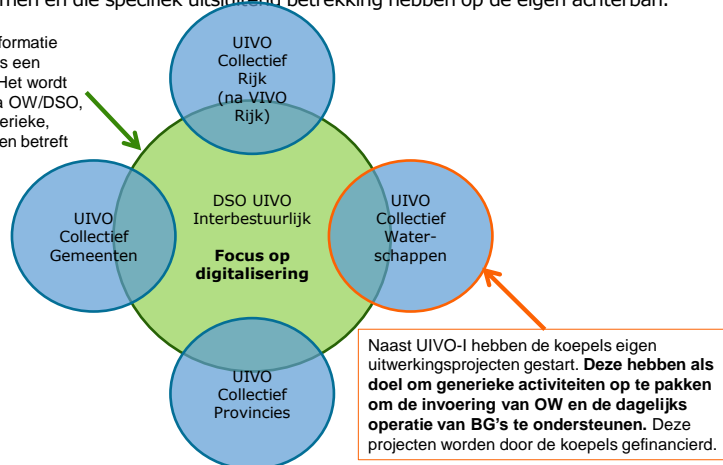 men en die specifiek uitsluitend betrekking hebben op de eigen achterban.
formatie
s een
Het wordt
a OW/DSO,
erieke,
en betreft
UIVO
Collectief
Rijk
(na VIVO
Rijk)
UIVO
Collectief
Gemeenten
DSO UIVO
Interbestuurlijk
Focus op
digitalisering
UIVO
Collectief
Water-
schappen
UIVO
Collectief
Provincies
Naast UIVO-I hebben de koepels eigen
uitwerkingsprojecten gestart. Deze hebben als
doel om generieke activiteiten op te pakken
om de invoering van OW en de dagelijks
operatie van BG's te ondersteunen. Deze
projecten worden door de koepels gefinancierd.